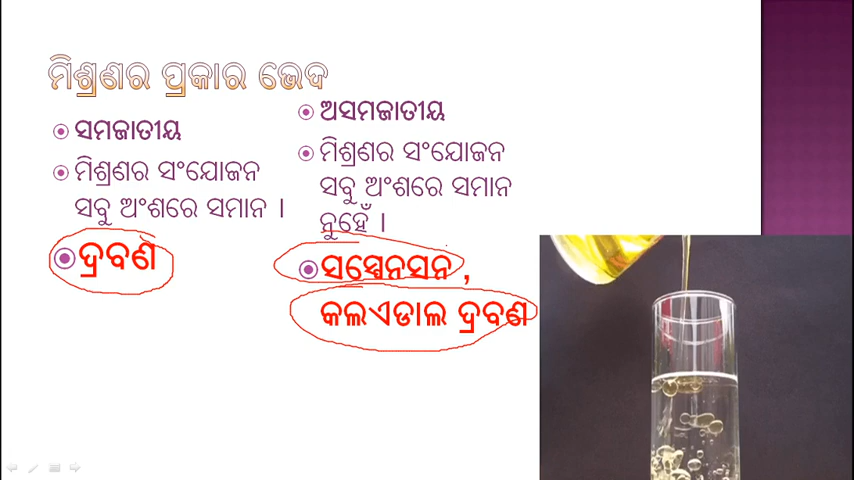 ମିଶ୍ରଣର ପ୍ରକାର ଭେଦ
ସମଜାତୀୟ
ମିଶ୍ରଣର ସଂଯୋଜନ
ସବୁ ଅଂଶରେ ସମାନ ।
ଦ୍ରବଣ
ଅସମଜାତୀୟ
ମିଶ୍ରଣର ସଂଯୋଜନ
ସବୁ ଅଂଶରେ ସମାନ
ନୁହେଁ ।
ସସ୍ପେନସନ ,
କଲଏଡାଲ ଦ୍ରବଣ